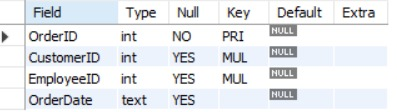 Field Type Null Key Default Extra
OrderID int NO PRI NULL
CustomerID int YES MUL NULL
EmployeeID int YES MUL NULL
OrderDate text YES NULL